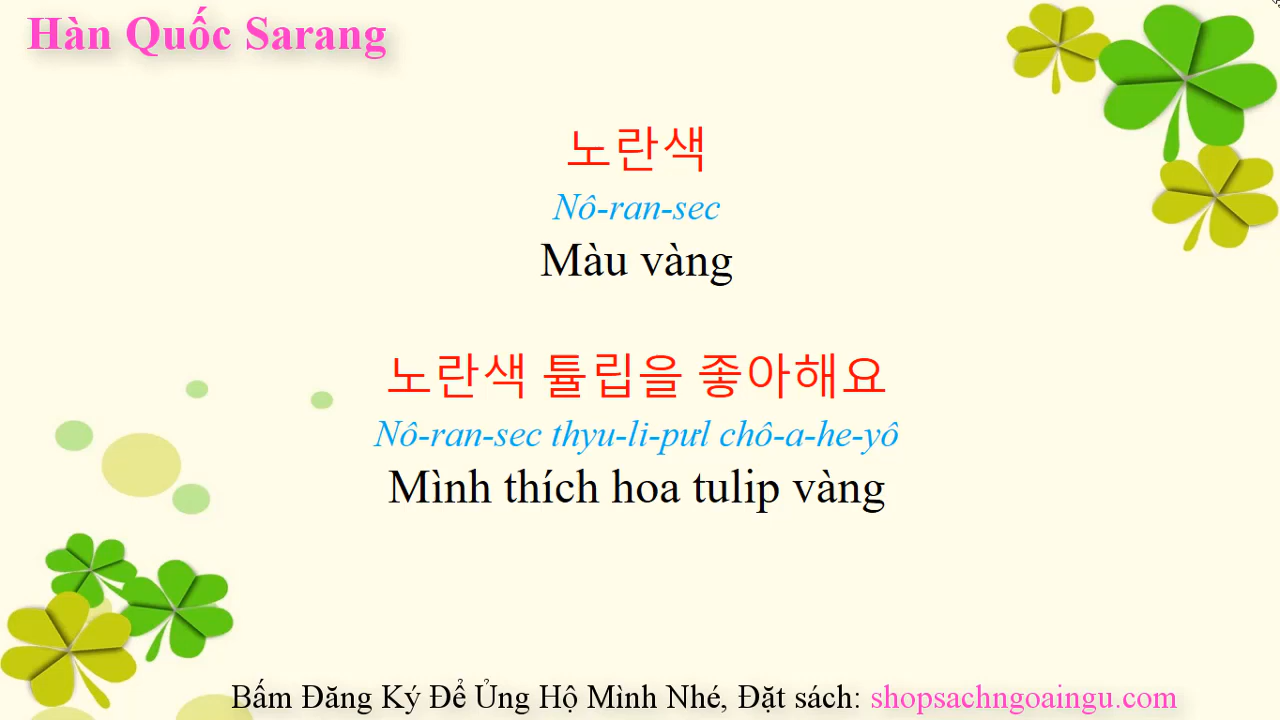 Hàn Quốc Sarang
노란색
Nô-ran-sec
Màu vàng
노란색 튤립을 좋아해요
Nô-ran-sec thyu-li-pưl chô-a-he-yô
Mình thích hoa tulip vàng
Bấm Đăng Ký Để Ủng Hộ Mình Nhé, Đặt sách: shopsachngoaingu.com